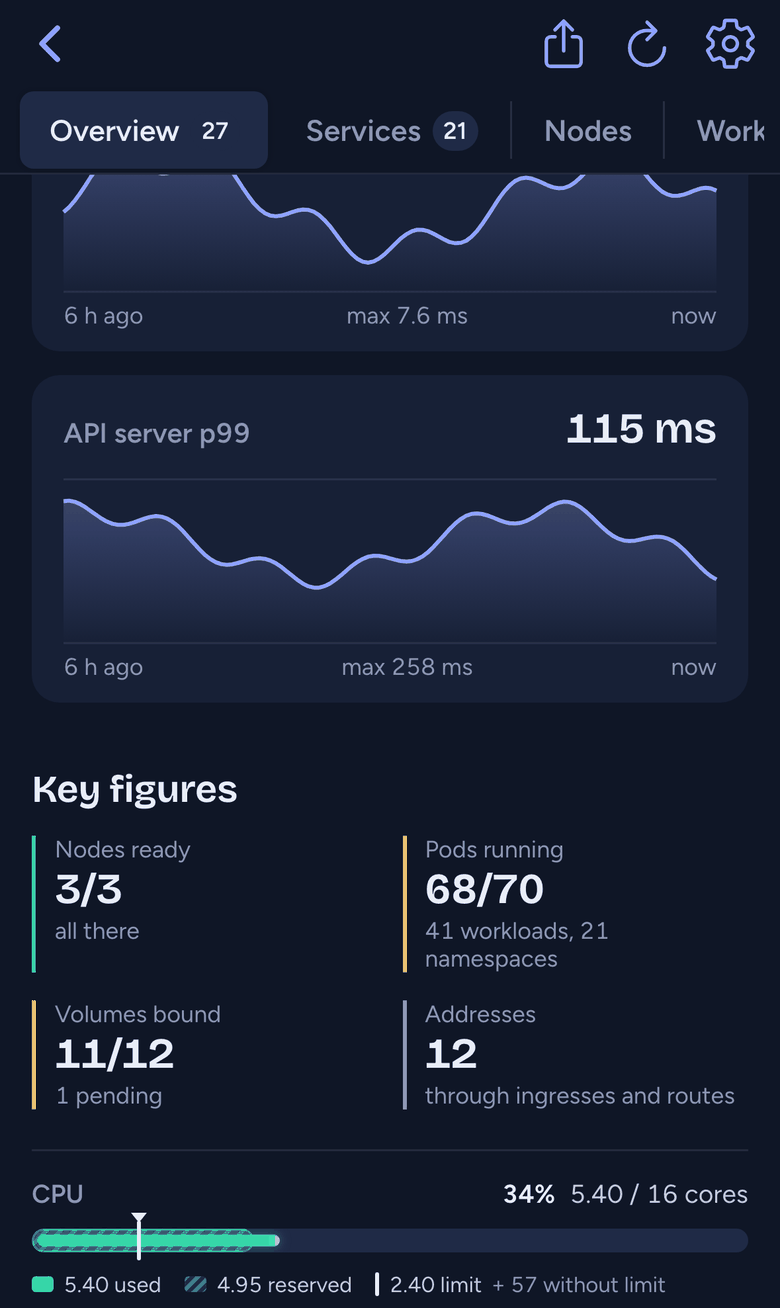 Overview 27 Services 21 Nodes Work
6 h ago max 7.6 ms now
API server p99 115 ms
6 h ago max 258 ms now
Key figures
Nodes ready
3/3
all there
Pods running
68/70
41 workloads, 21
namespaces
Volumes bound
11/12
1 pending
Addresses
12
through ingresses and routes
CPU 34% 5.40 / 16 cores
5.40 used 4.95 reserved 2.40 limit + 57 without limit